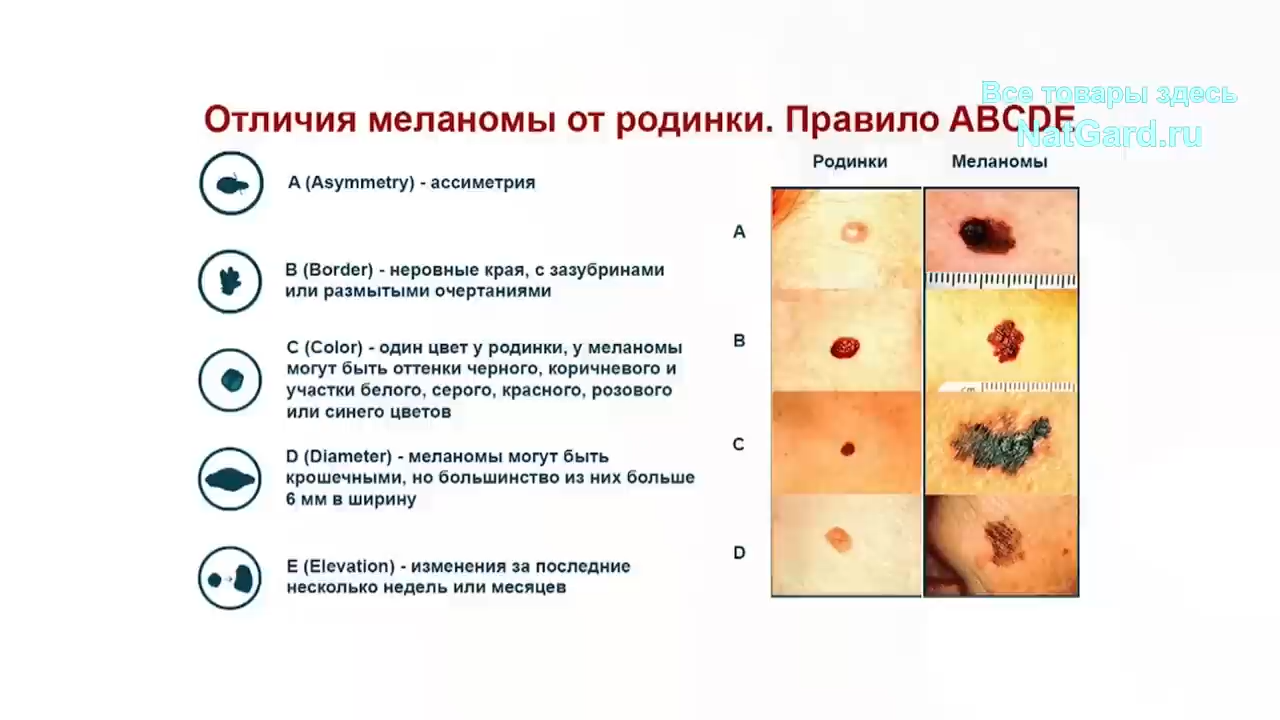 Все товары здесь
NatGard.ru
Отличия меланомы от родинки. Правило ABCDE
Родинки
Меланомы
A (Asymmetry) - ассиметрия
B (Border) - неровные края, с зазубринами
или размытыми очертаниями
C (Color) - один цвет у родинки, у меланомы
могут быть оттенки черного, коричневого и
участки белого, серого, красного, розового
или синего цветов
D (Diameter) - меланомы могут быть
крошечными, но большинство из них больше
6 мм в ширину
E (Elevation) - изменения за последние
несколько недель или месяцев
A
B
cm
C
D